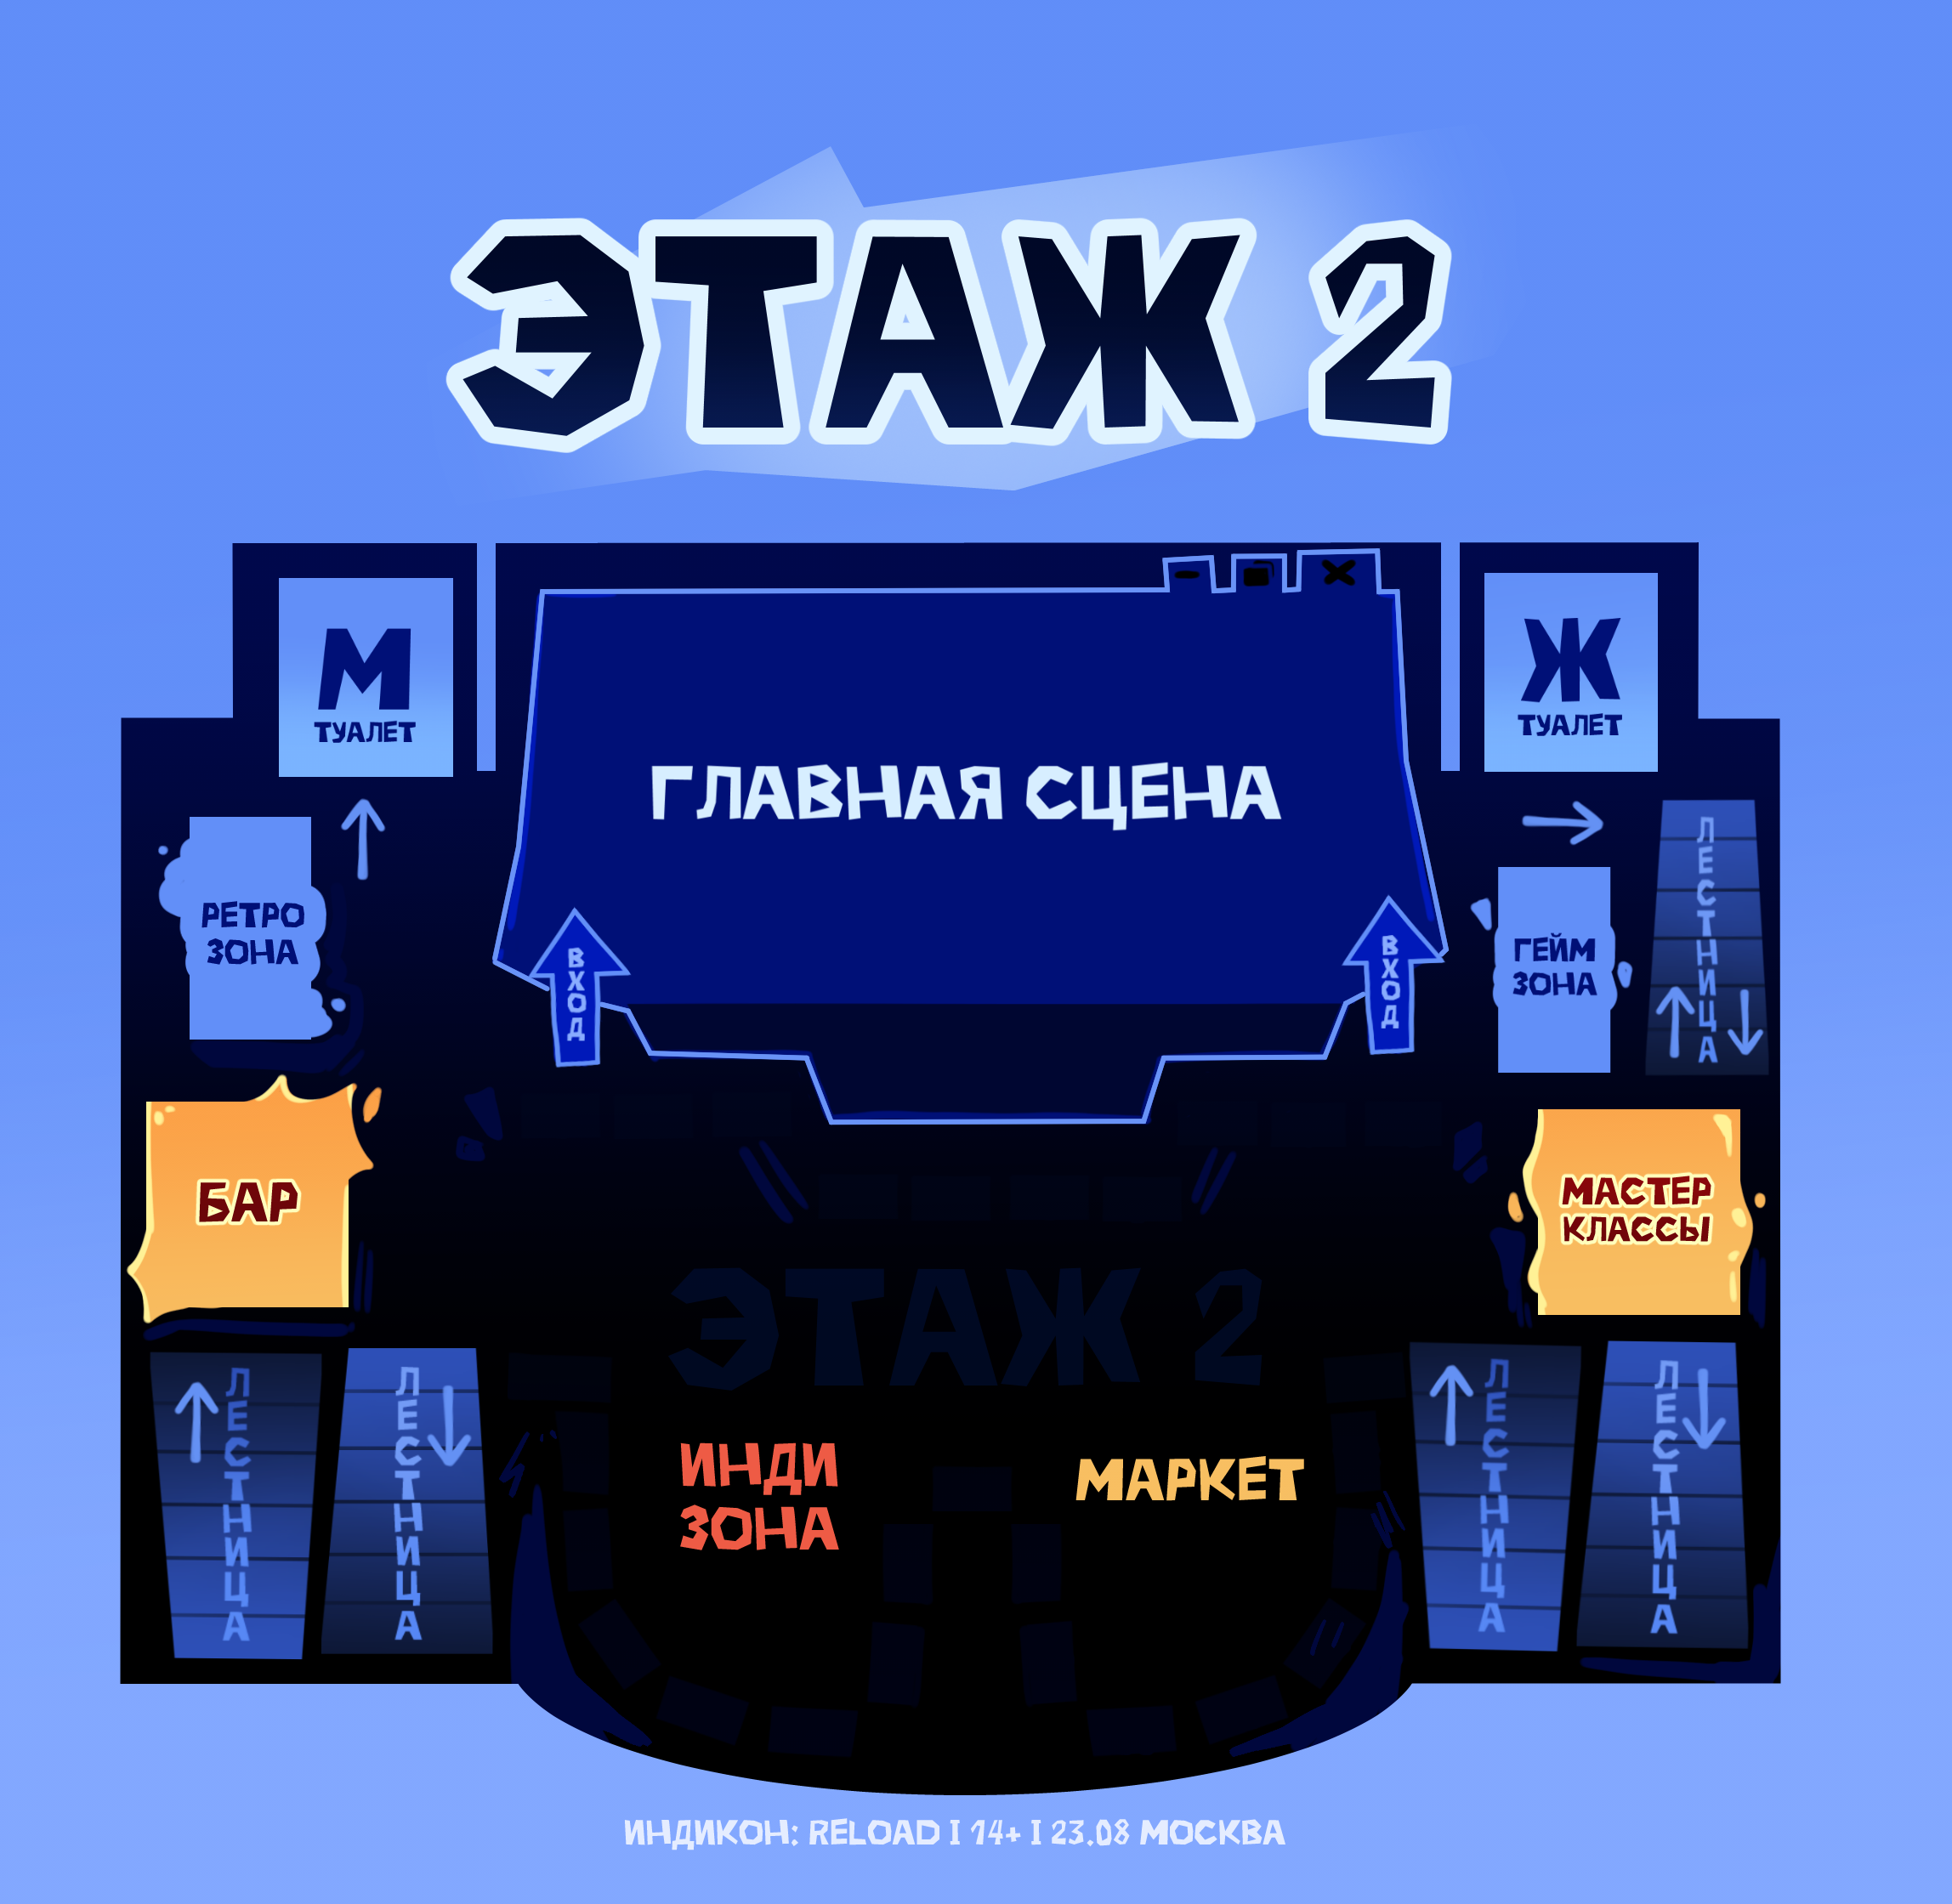 ЭТАЖ 2
М
ТУАЛЕТ
Ж
ТУАЛЕТ
ГЛАВНАЯ СЦЕНА
РЕТРО
ЗОНА
ВХОД
ВХОД
ГЕЙМ
ЗОНА
ЛЕСТНИЦА
БАР
МАСТЕР
КЛАССЫ
ЭТАЖ 2
ЛЕСТНИЦА
ЛЕСТНИЦА
ИНДИ
ЗОНА
МАРКЕТ
ЛЕСТНИЦА
ЛЕСТНИЦА
ИНДИКОН: RELOAD I 14+ I 23.08 МОСКВА